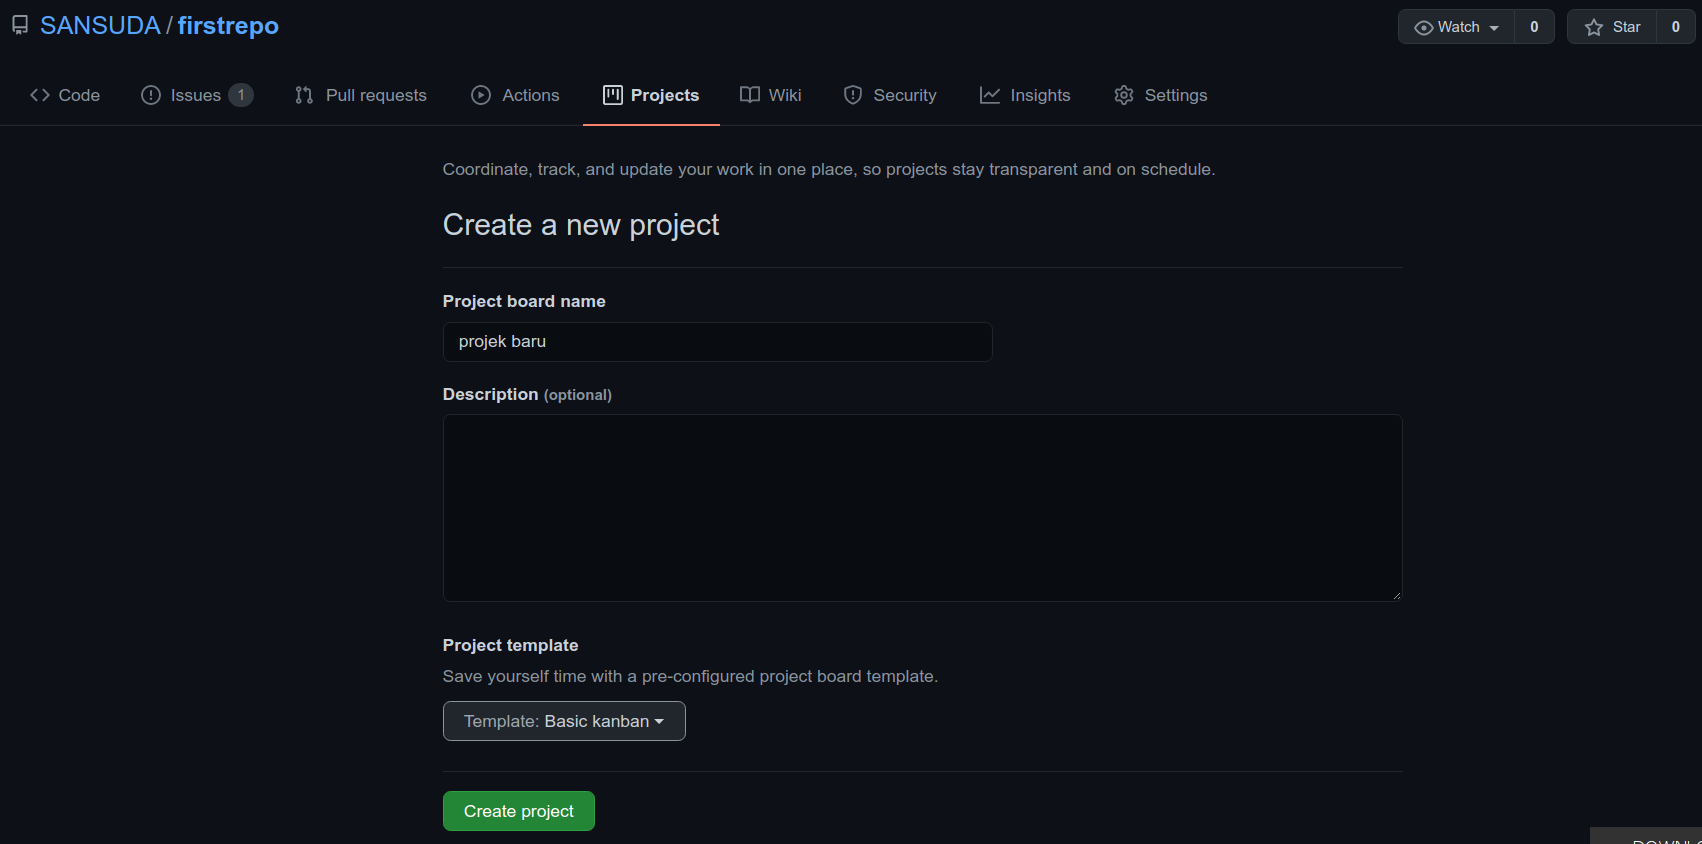 SANSUDA / firstrepo
Watch 0 Star 0
Code Issues 1 Pull requests Actions Projects Wiki Security Insights Settings
Coordinate, track, and update your work in one place, so projects stay transparent and on schedule.
Create a new project
Project board name
projek baru
Description (optional)
Project template
Save yourself time with a pre-configured project board template.
Template: Basic kanban
Create project